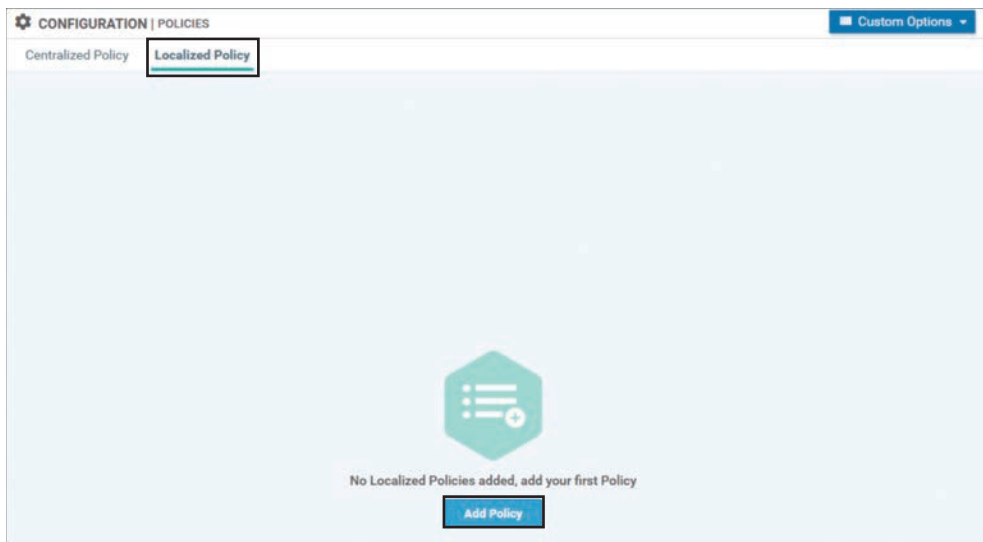 CONFIGURATION | POLICIES
Custom Options
Centralized Policy Localized Policy
No Localized Policies added, add your first Policy
Add Policy